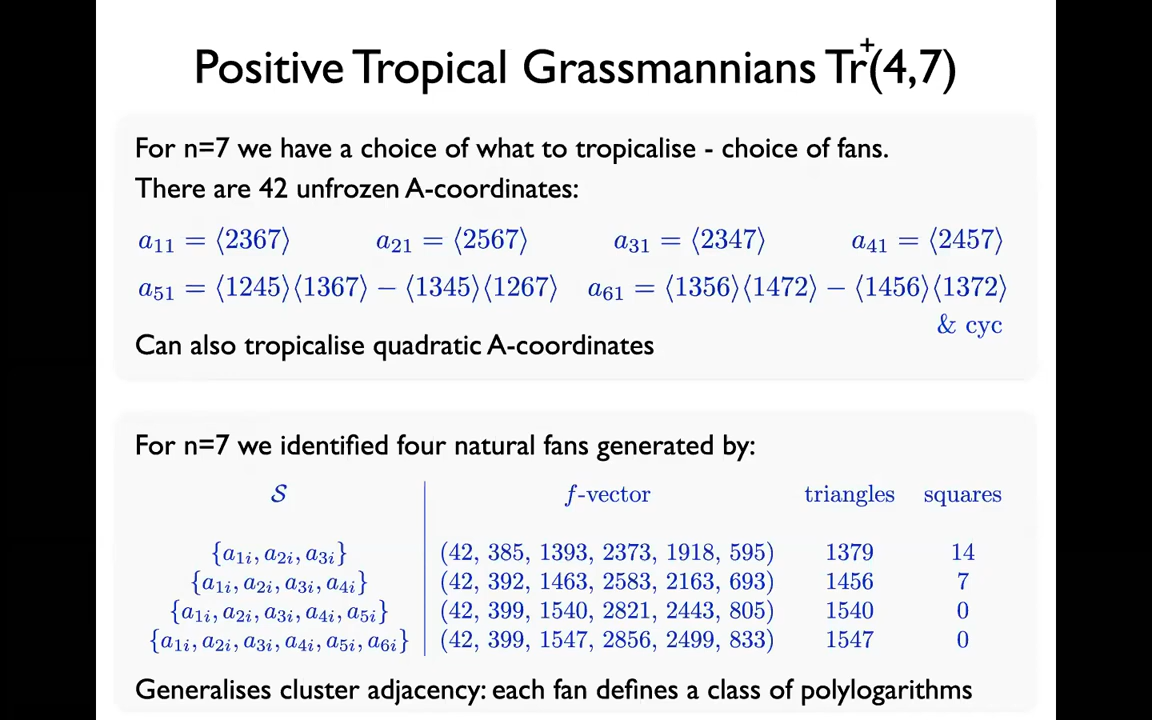 Positive Tropical Grassmannians Tr⁺(4,7)
For n=7 we have a choice of what to tropicalise - choice of fans.
There are 42 unfrozen A-coordinates:
a₁₁ = ⟨2367⟩ a₂₁ = ⟨2567⟩ a₃₁ = ⟨2347⟩ a₄₁ = ⟨2457⟩
a₅₁ = ⟨1245⟩⟨1367⟩ − ⟨1345⟩⟨1267⟩ a₆₁ = ⟨1356⟩⟨1472⟩ − ⟨1456⟩⟨1372⟩
& cyc
Can also tropicalise quadratic A-coordinates
For n=7 we identified four natural fans generated by:
𝒮 f-vector triangles squares
{a₁ᵢ, a₂ᵢ, a₃ᵢ} (42, 385, 1393, 2373, 1918, 595) 1379 14
{a₁ᵢ, a₂ᵢ, a₃ᵢ, a₄ᵢ} (42, 392, 1463, 2583, 2163, 693) 1456 7
{a₁ᵢ, a₂ᵢ, a₃ᵢ, a₄ᵢ, a₅ᵢ} (42, 399, 1540, 2821, 2443, 805) 1540 0
{a₁ᵢ, a₂ᵢ, a₃ᵢ, a₄ᵢ, a₅ᵢ, a₆ᵢ} (42, 399, 1547, 2856, 2499, 833) 1547 0
Generalises cluster adjacency: each fan defines a class of polylogarithms